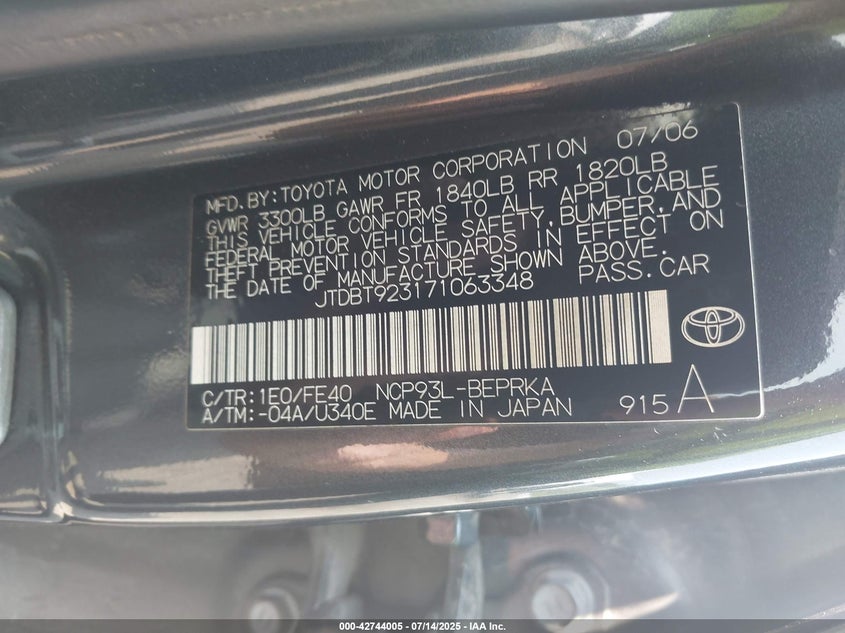 MFD.BY:TOYOTA MOTOR CORPORATION 07/06
GVWR 3300LB GAWR FR 1840LB RR 1820LB
THIS VEHICLE CONFORMS TO ALL APPLICABLE
FEDERAL MOTOR VEHICLE SAFETY,BUMPER,AND
THEFT PREVENTION STANDARDS IN EFFECT ON
THE DATE OF MANUFACTURE SHOWN ABOVE.
JTDBT923171063348 PASS.CAR
C/TR:1E0/FE40 NCP93L-BEPRKA
A/TM:-04A/U340E MADE IN JAPAN 915 A
000-42744005 - 07/14/2025 - IAA Inc.